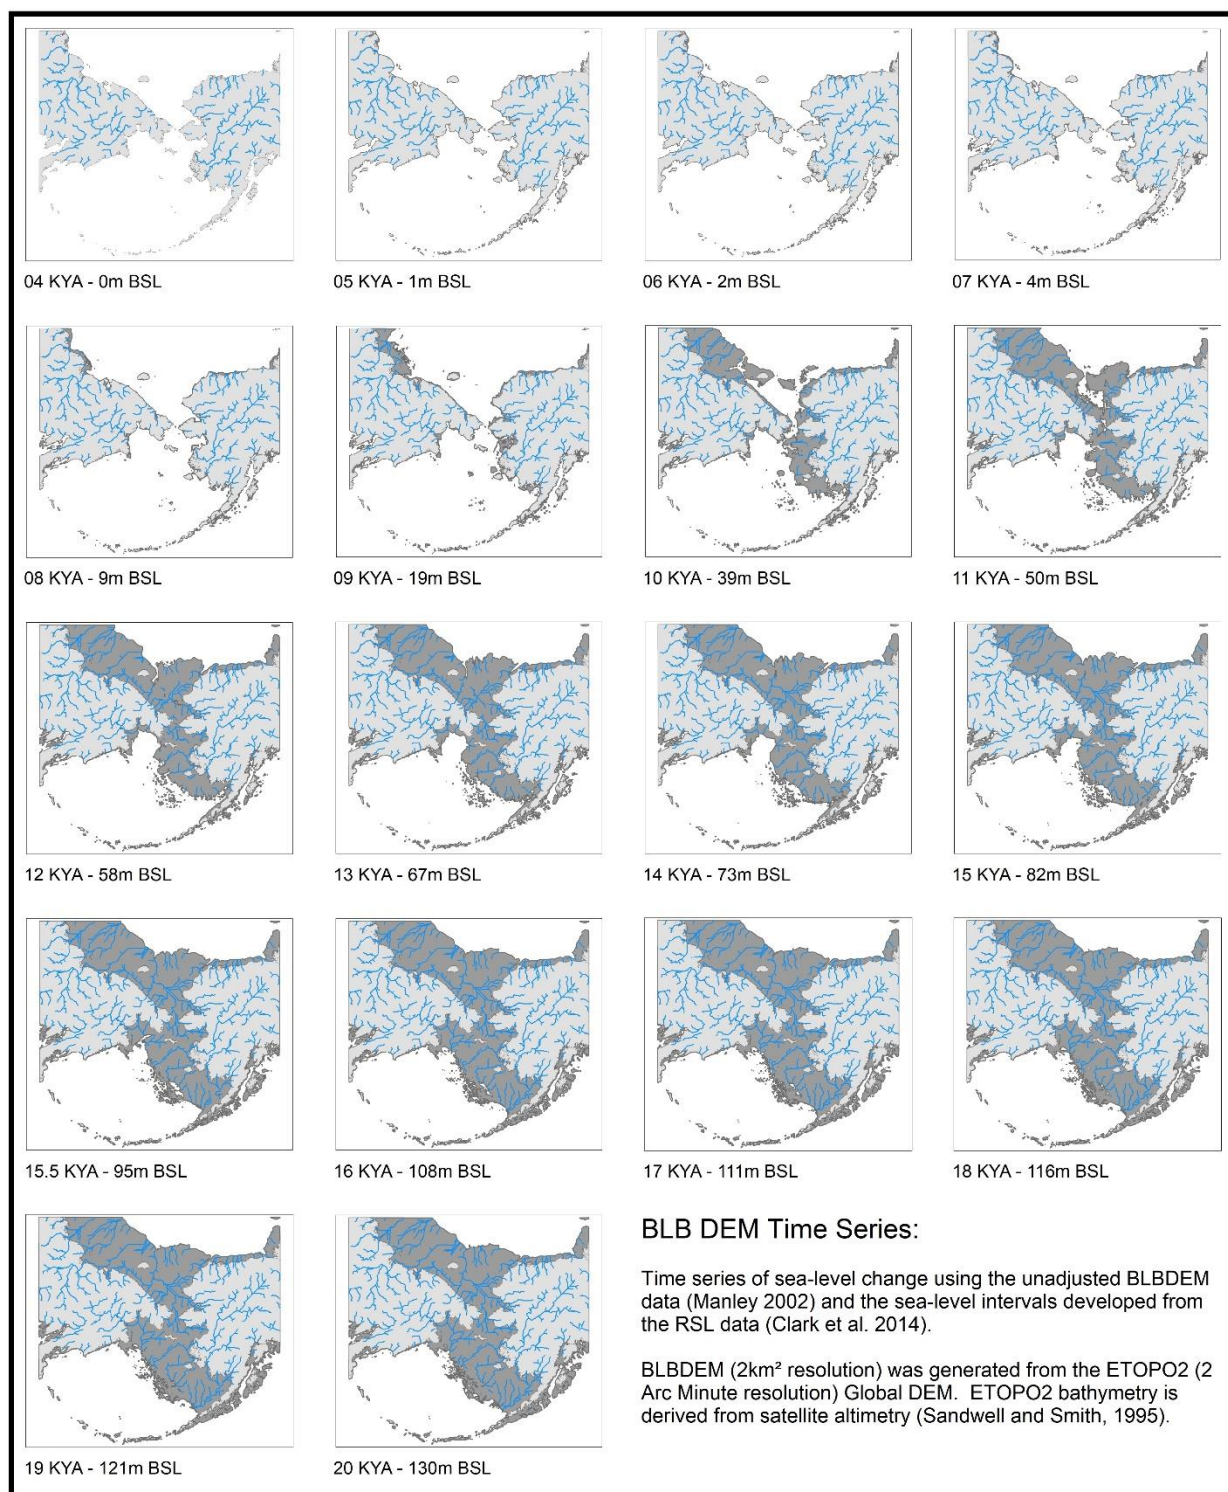 04 KYA - 0m BSL
05 KYA - 1m BSL
06 KYA - 2m BSL
07 KYA - 4m BSL
08 KYA - 9m BSL
09 KYA - 19m BSL
10 KYA - 39m BSL
11 KYA - 50m BSL
12 KYA - 58m BSL
13 KYA - 67m BSL
14 KYA - 73m BSL
15 KYA - 82m BSL
15.5 KYA - 95m BSL
16 KYA - 108m BSL
17 KYA - 111m BSL
18 KYA - 116m BSL
19 KYA - 121m BSL
20 KYA - 130m BSL
BLB DEM Time Series:
Time series of sea-level change using the unadjusted BLBDEM
data (Manley 2002) and the sea-level intervals developed from
the RSL data (Clark et al. 2014).
BLBDEM (2km² resolution) was generated from the ETOPO2 (2
Arc Minute resolution) Global DEM. ETOPO2 bathymetry is
derived from satellite altimetry (Sandwell and Smith, 1995).